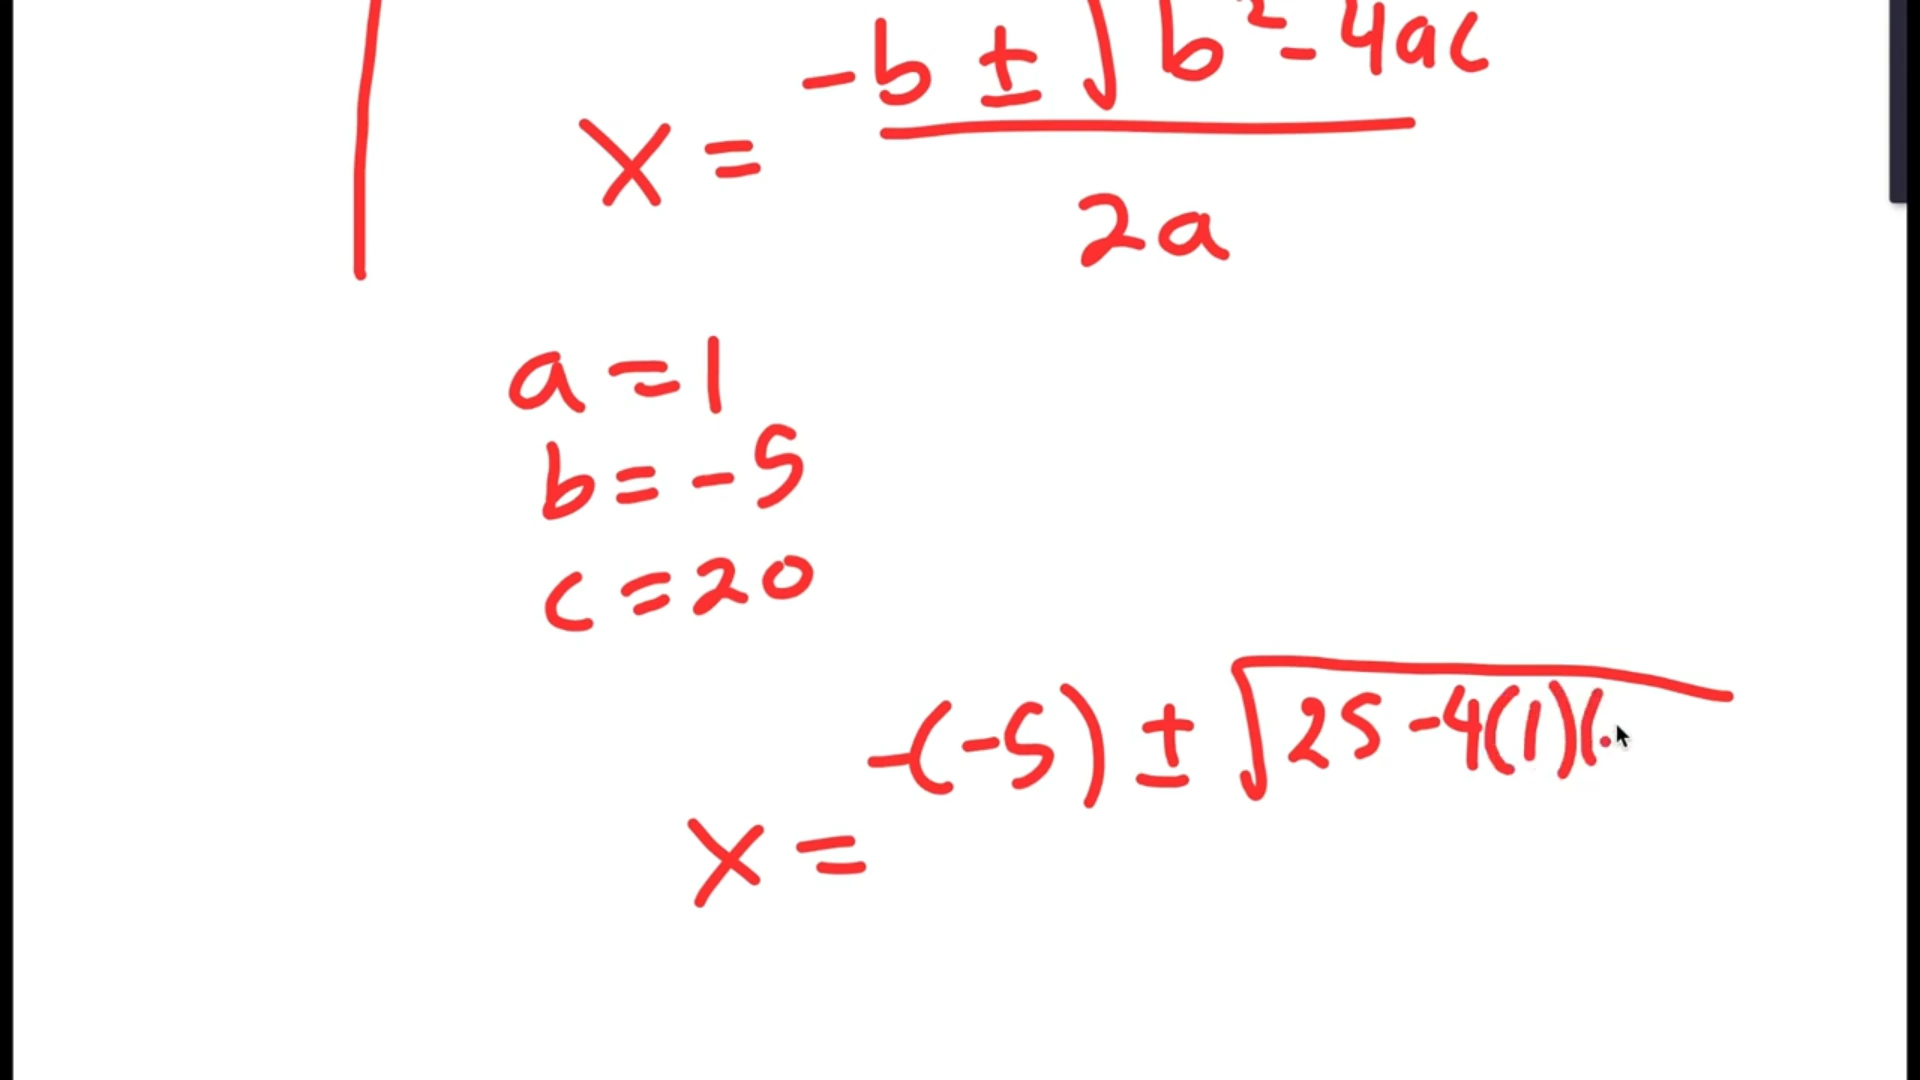 x = -b ± √b² - 4ac
2a
a = 1
b = -5
c = 20
x = -(-5) ± √25 - 4(1)(.